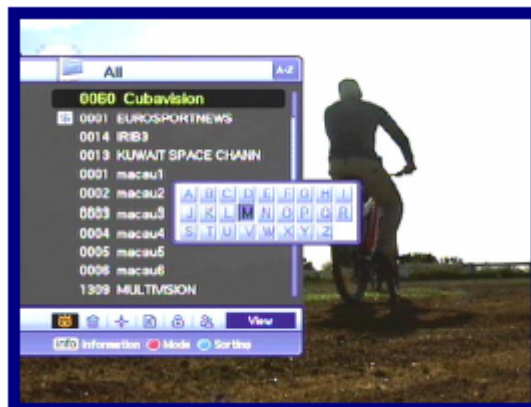 All A-Z
0060 Cubavision
$ 0001 EUROSPORTNEWS
0014 IRIB3
0013 KUWAIT SPACE CHANN
0001 macau1
0002 macau2
0003 macau3
0004 macau4
0005 macau5
0006 macau6
1309 MULTIVISION
A B C D E F G H I
J K L M N O P Q R
S T U V W X Y Z
View
info Information Mode Sorting